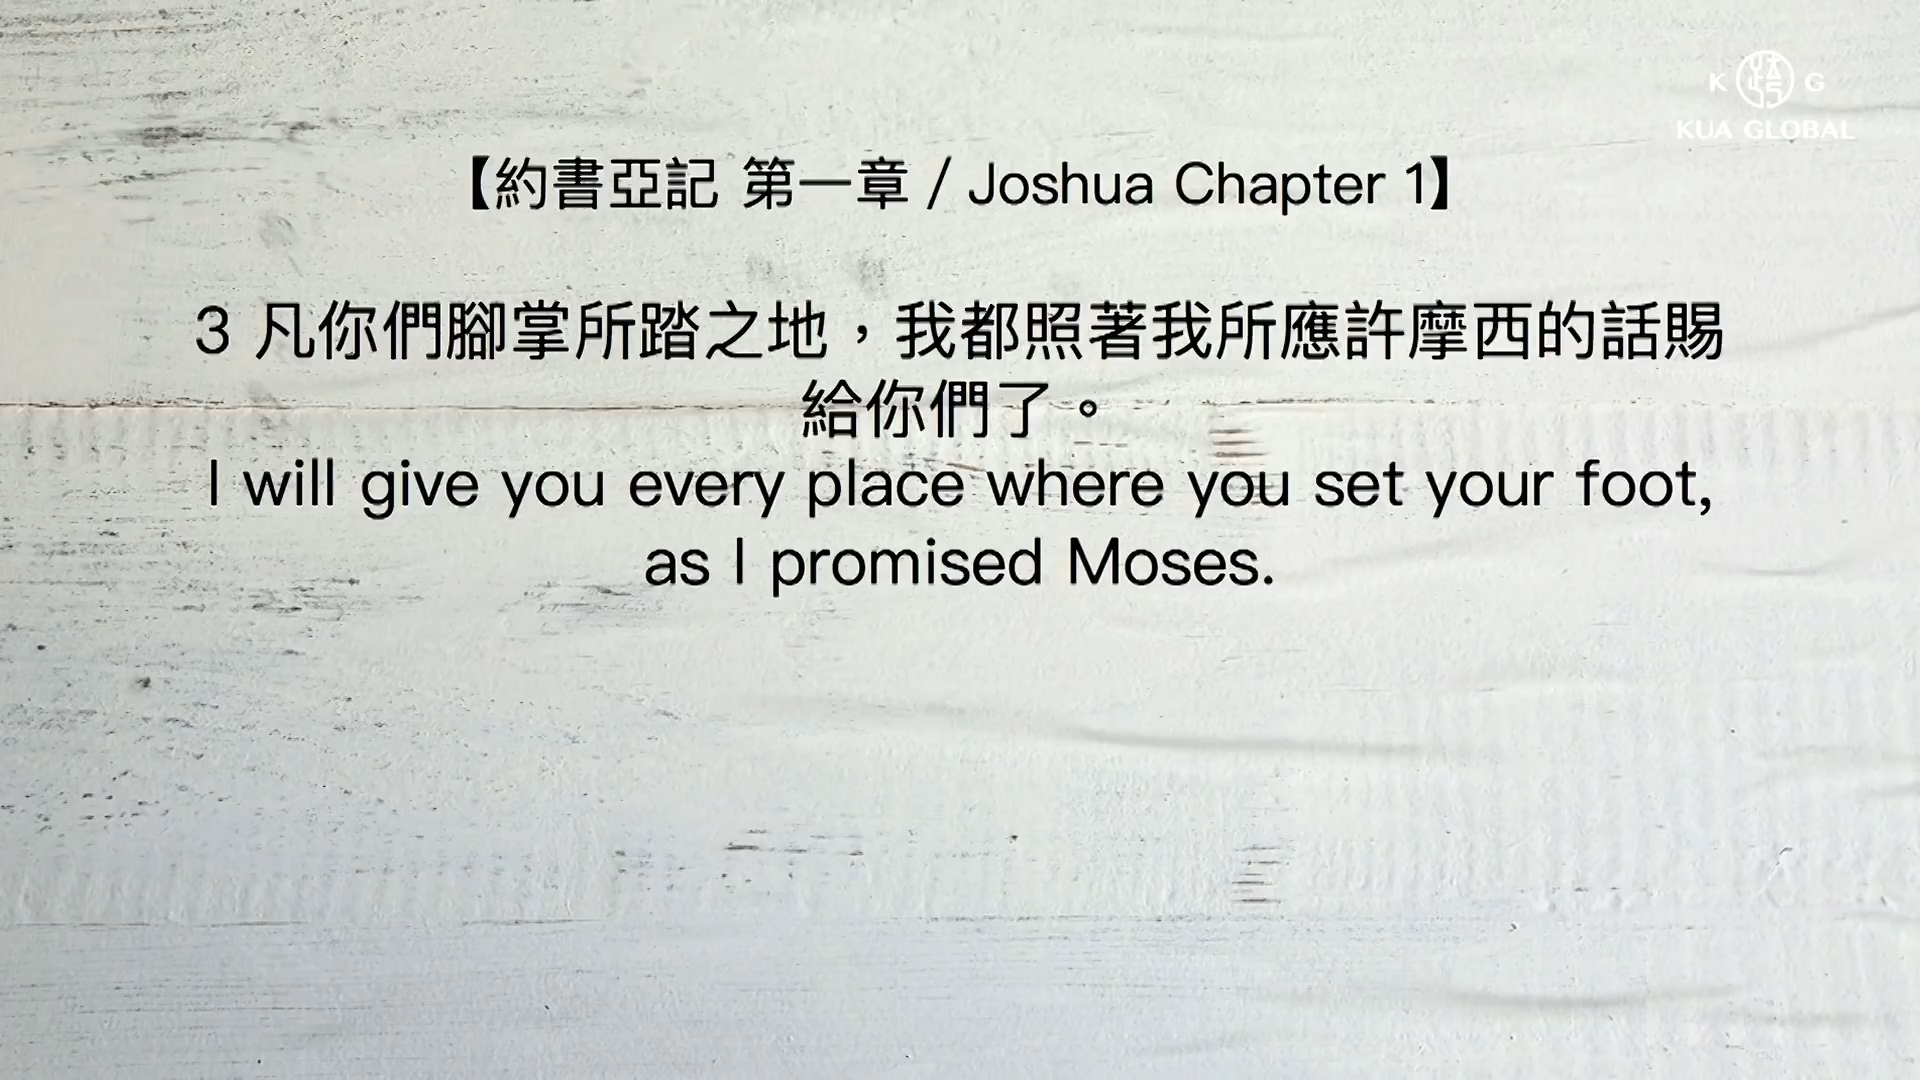 K 跨 G
KUA GLOBAL
【約書亞記 第一章 / Joshua Chapter 1】
3 凡你們腳掌所踏之地，我都照著我所應許摩西的話賜
給你們了。
I will give you every place where you set your foot,
as I promised Moses.